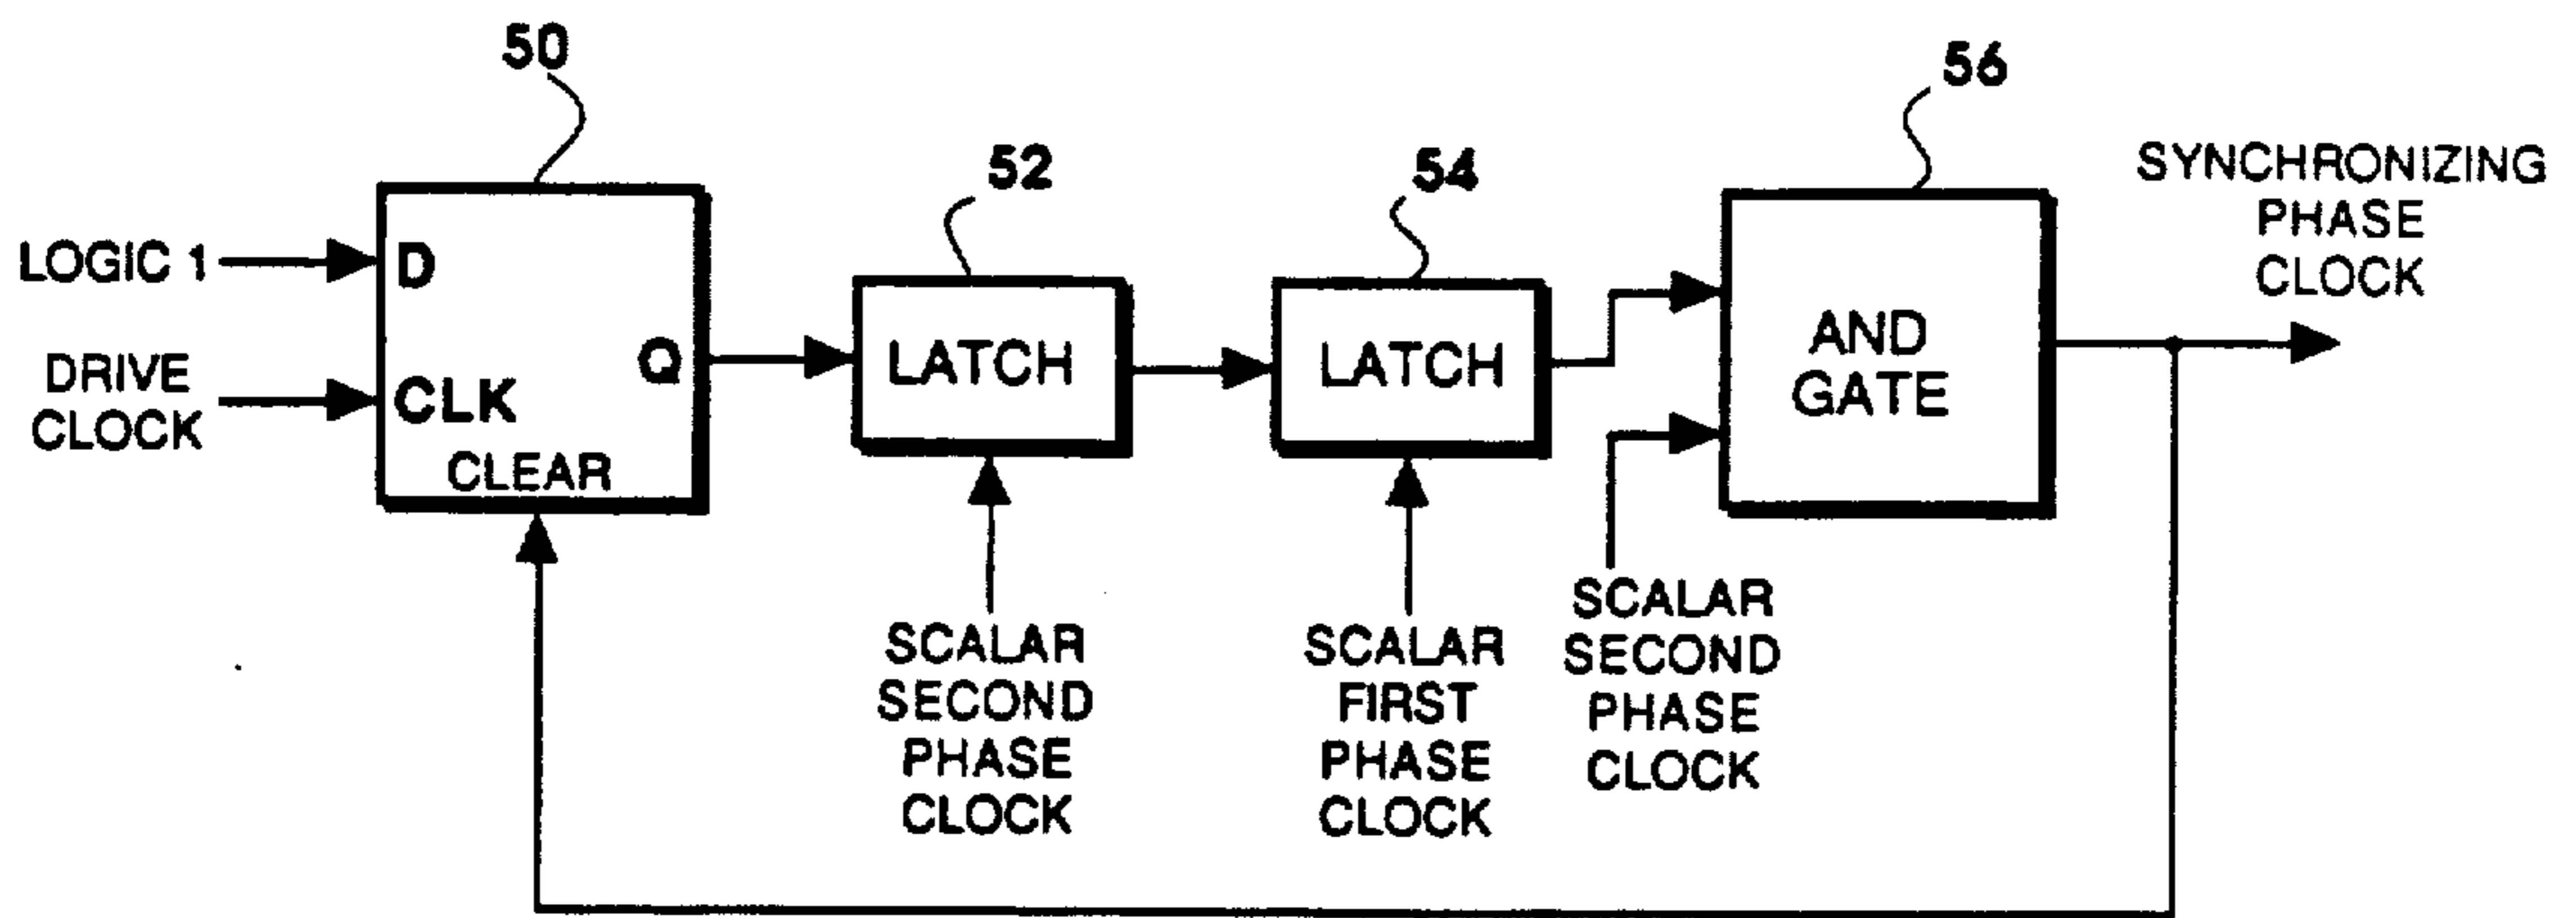 50
52
54
56
SYNCHRONIZING
PHASE
CLOCK
LOGIC 1
D
DRIVE
CLOCK
CLK
Q
CLEAR
LATCH
LATCH
AND
GATE
SCALAR
SECOND
PHASE
CLOCK
SCALAR
FIRST
PHASE
CLOCK
SCALAR
SECOND
PHASE
CLOCK